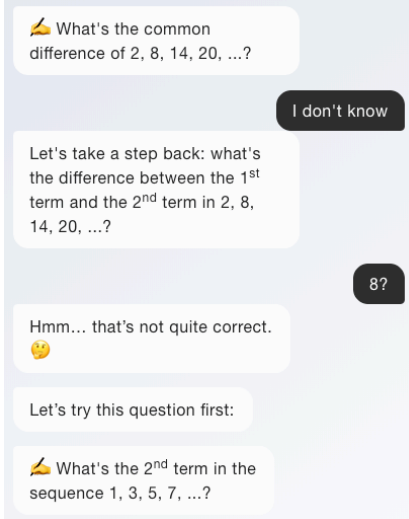 ✍️ What's the common
difference of 2, 8, 14, 20, ...?
I don't know
Let's take a step back: what's
the difference between the 1st
term and the 2nd term in 2, 8,
14, 20, ...?
8?
Hmm... that’s not quite correct.
🤔
Let’s try this question first:
✍️ What's the 2nd term in the
sequence 1, 3, 5, 7, ...?